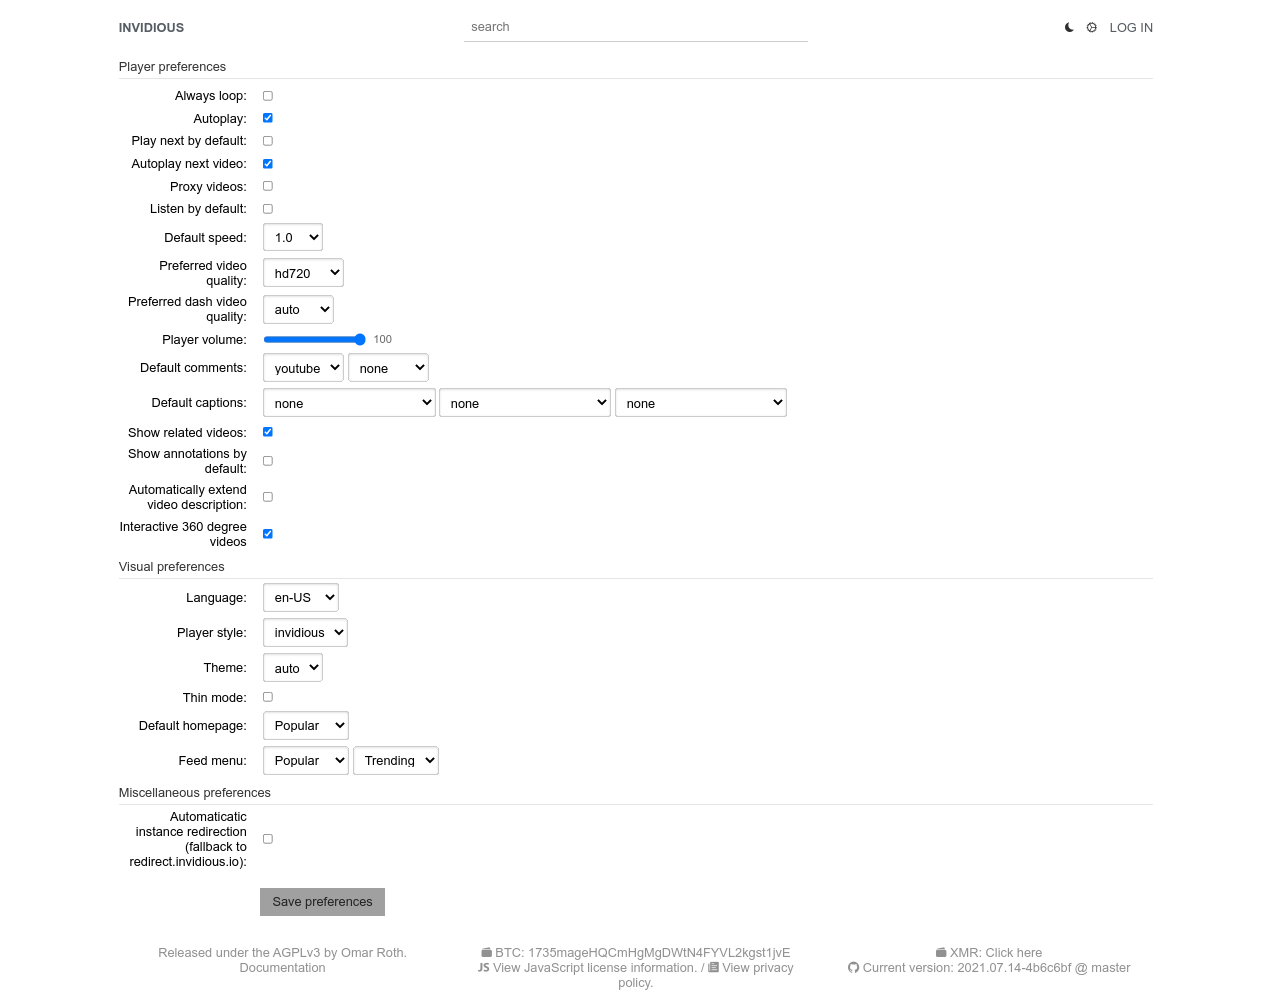 INVIDIOUS
search
LOG IN
Player preferences
Always loop:
Autoplay:
Play next by default:
Autoplay next video:
Proxy videos:
Listen by default:
Default speed: 1.0
Preferred video
quality: hd720
Preferred dash video
quality: auto
Player volume: 100
Default comments: youtube none
Default captions: none none none
Show related videos:
Show annotations by
default:
Automatically extend
video description:
Interactive 360 degree
videos
Visual preferences
Language: en-US
Player style: invidious
Theme: auto
Thin mode:
Default homepage: Popular
Feed menu: Popular Trending
Miscellaneous preferences
Automaticatic
instance redirection
(fallback to
redirect.invidious.io):
Save preferences
Released under the AGPLv3 by Omar Roth.
Documentation
BTC: 1735mageHQCmHgMgDWtN4FYVL2kgst1jvE
JS View JavaScript license information. / View privacy
policy.
XMR: Click here
Current version: 2021.07.14-4b6c6bf @ master